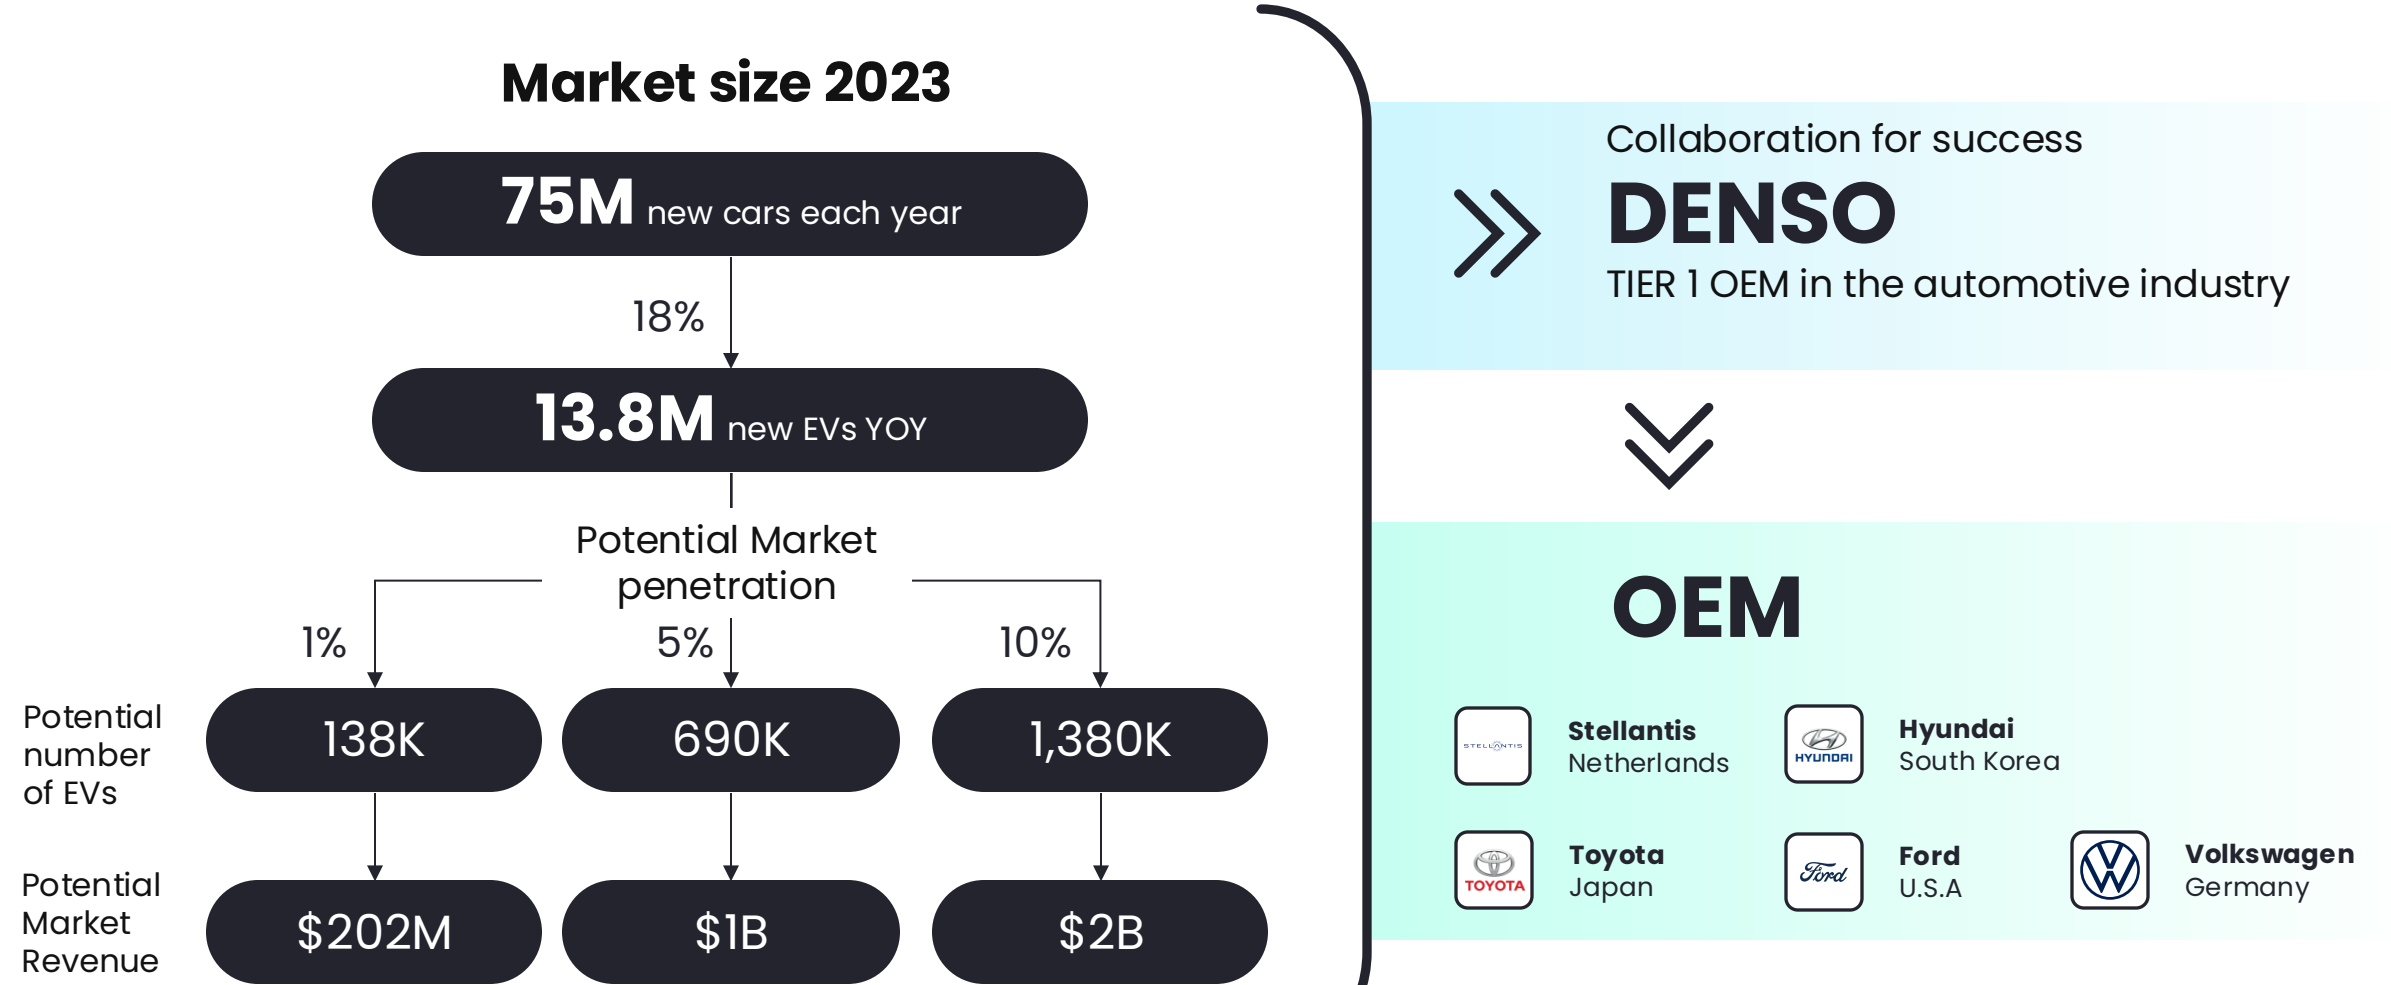 Market size 2023
75M new cars each year
18%
13.8M new EVs YOY
Potential Market
penetration
1%
5%
10%
Potential
number
of EVs
138K
690K
1,380K
Potential
Market
Revenue
$202M
$1B
$2B
Collaboration for success
DENSO
TIER 1 OEM in the automotive industry
OEM
STELLANTIS
Stellantis
Netherlands
HYUNDAI
Hyundai
South Korea
TOYOTA
Toyota
Japan
Ford
Ford
U.S.A
Volkswagen
Germany